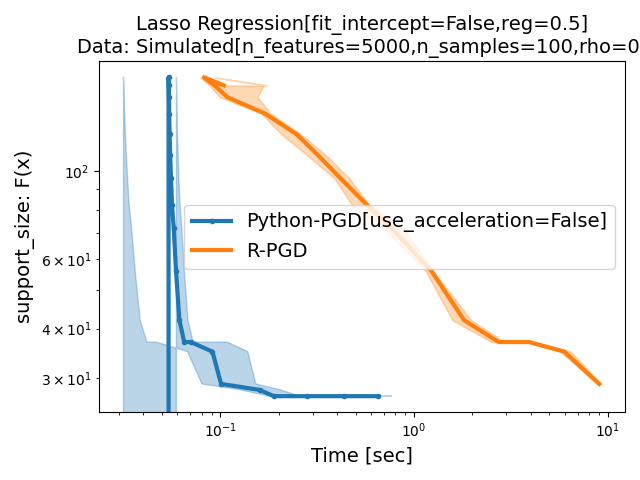 Lasso Regression[fit_intercept=False,reg=0.5]
Data: Simulated[n_features=5000,n_samples=100,rho=0
support_size: F(x)
10²
6 × 10¹
4 × 10¹
3 × 10¹
Python-PGD[use_acceleration=False]
R-PGD
10⁻¹
10⁰
10¹
Time [sec]